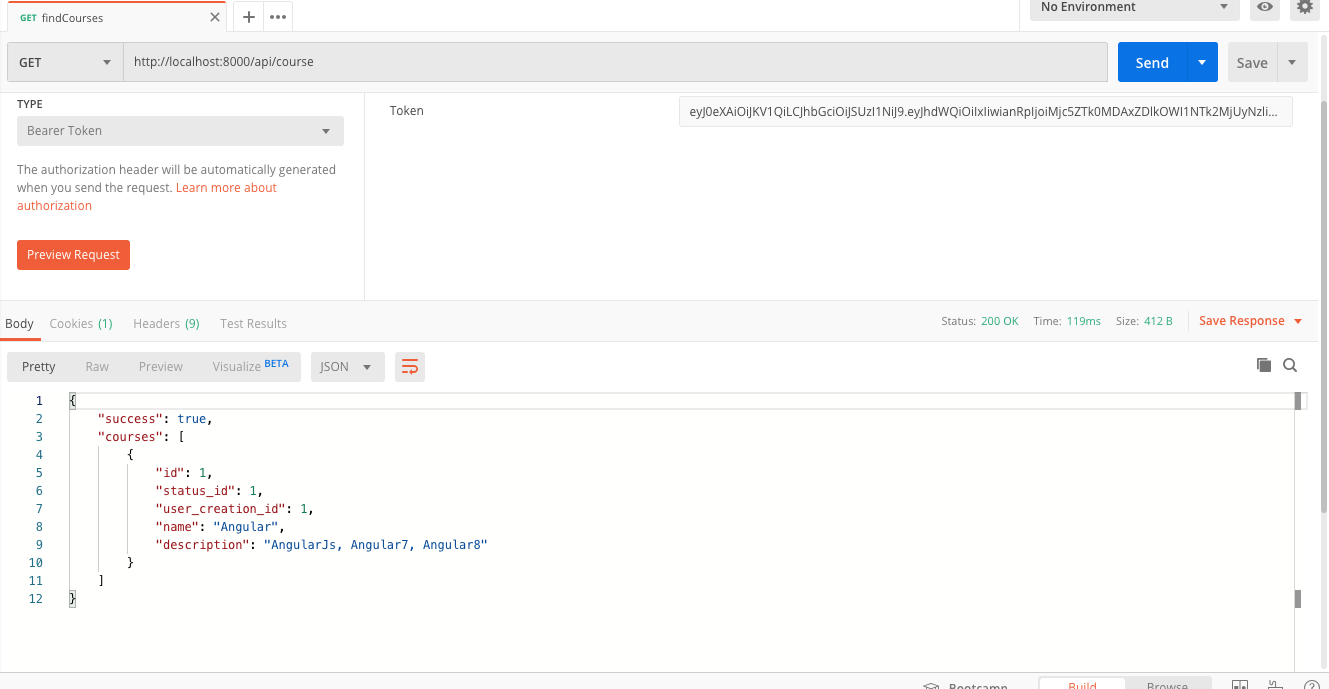 GET findCourses
No Environment
GET http://localhost:8000/api/course Send Save
TYPE
Bearer Token
The authorization header will be automatically generated
when you send the request. Learn more about
authorization
Preview Request
Token
Body Cookies (1) Headers (9) Test Results
Status: 200 OK Time: 119ms Size: 412 B Save Response
Pretty Raw Preview Visualize BETA JSON
1 {
2 "success": true,
3 "courses": [
4 {
5 "id": 1,
6 "status_id": 1,
7 "user_creation_id": 1,
8 "name": "Angular",
9 "description": "AngularJs, Angular7, Angular8"
10 }
11 ]
12 }
Bootcamp Build Browse